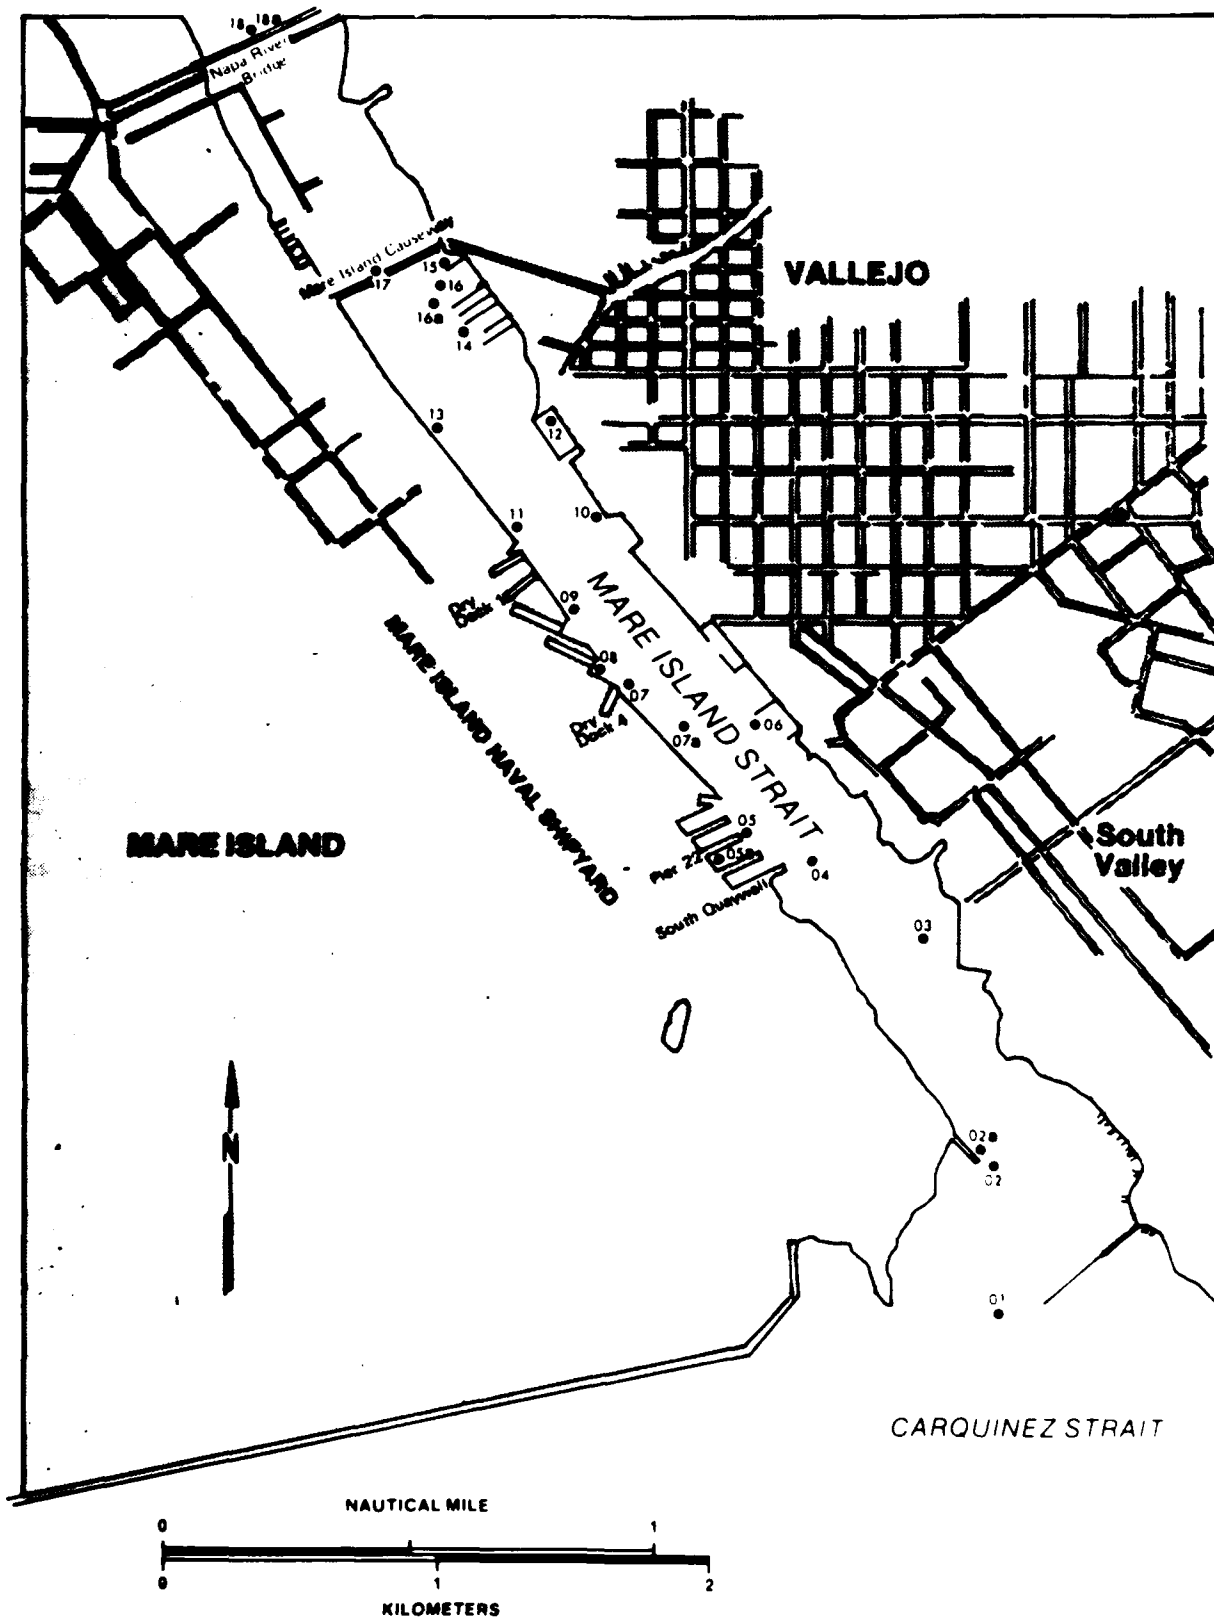 18 18a
Napa River
Bridge
Mare Island Causeway
15
17
16
16a
14
VALLEJO
13
12
11
10
Dry
Dock 1
09
08
07
Dry
Dock 4
07a
06
MARE ISLAND STRAIT
MARE ISLAND NAVAL SHIPYARD
MARE ISLAND
05
Pier 22
05a
04
South Quaywall
South
Valley
03
N
02a
02
01
CARQUINEZ STRAIT
NAUTICAL MILE
0 1
0 1 2
KILOMETERS